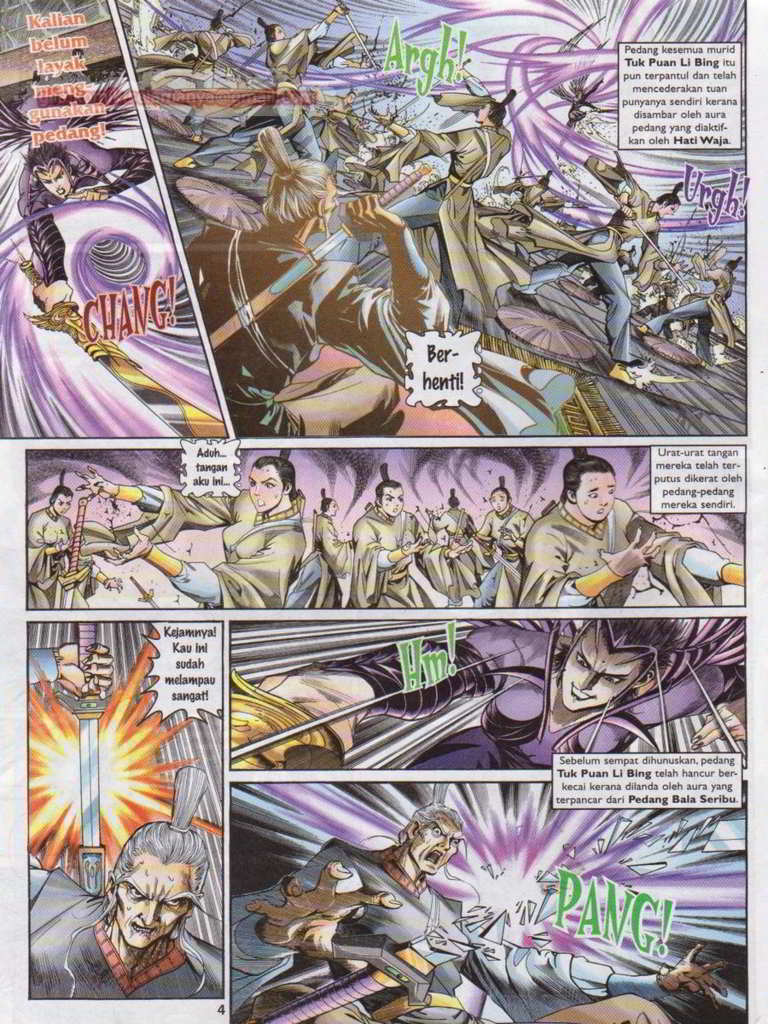 Kalian
belum
layak
meng-
gunakan
pedang!
CHANG!
Argh!
Pedang kesemua murid
Tuk Puan Li Bing itu
pun terpantul dan telah
mencederakan tuan
punyanya sendiri kerana
disambar oleh aura
pedang yang diaktif-
kan oleh Hati Waja.
Urgh!
Ber-
henti!
Aduh...
tangan
aku ini...
Urat-urat tangan
mereka telah ter-
putus dikerat oleh
pedang-pedang
mereka sendiri.
Kejamnya!
Kau ini
sudah
melampau
sangat!
Hm!
Sebelum sempat dihunuskan, pedang
Tuk Puan Li Bing telah hancur ber-
kecai kerana dilanda oleh aura yang
terpancar dari Pedang Bala Seribu.
PANG!
4